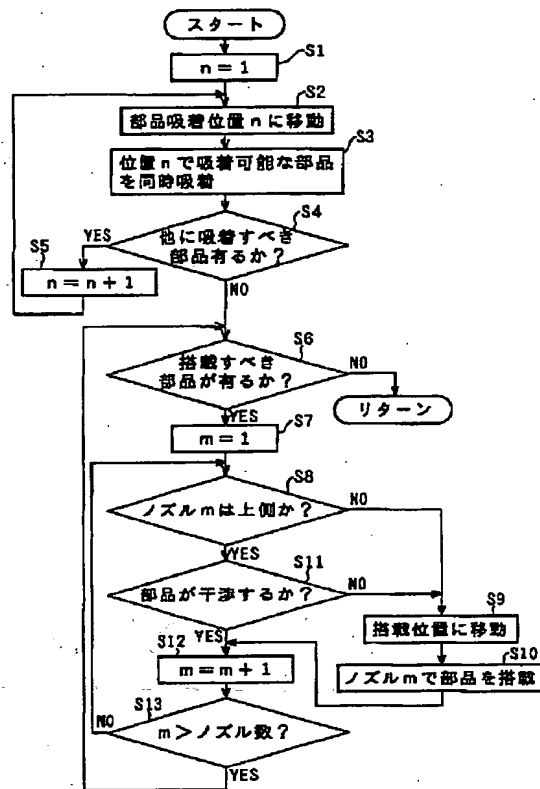 スタート
S1
n=1
S2
部品吸着位置nに移動
S3
位置nで吸着可能な部品
を同時吸着
S4
他に吸着すべき
部品有るか?
YES
S5
n=n+1
NO
S6
搭載すべき
部品が有るか?
NO
リターン
YES
S7
m=1
S8
ノズルmは上側か?
NO
YES
S11
部品が干渉するか?
NO
S9
搭載位置に移動
YES
S12
m=m+1
S10
ノズルmで部品を搭載
S13
NO
m>ノズル数?
YES